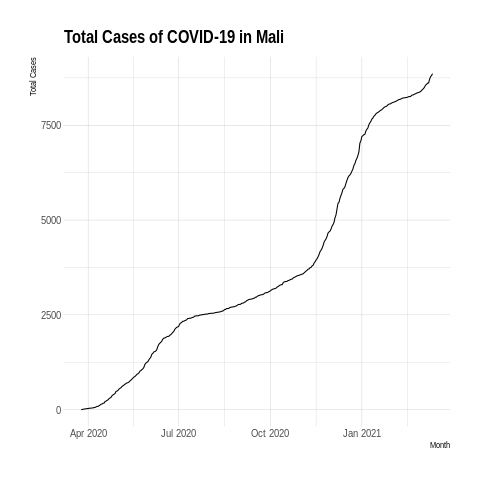 Total Cases of COVID-19 in Mali
Total Cases
7500
5000
2500
0
Apr 2020 Jul 2020 Oct 2020 Jan 2021
Month